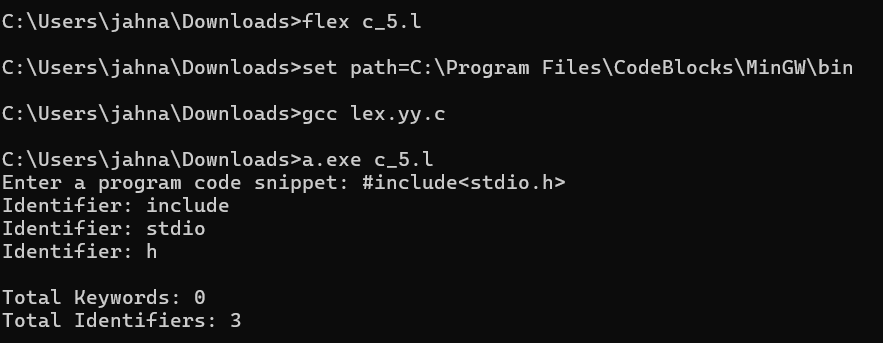 C:\Users\jahna\Downloads>flex c_5.l
C:\Users\jahna\Downloads>set path=C:\Program Files\CodeBlocks\MinGW\bin
C:\Users\jahna\Downloads>gcc lex.yy.c
C:\Users\jahna\Downloads>a.exe c_5.l
Enter a program code snippet: #include<stdio.h>
Identifier: include
Identifier: stdio
Identifier: h
Total Keywords: 0
Total Identifiers: 3